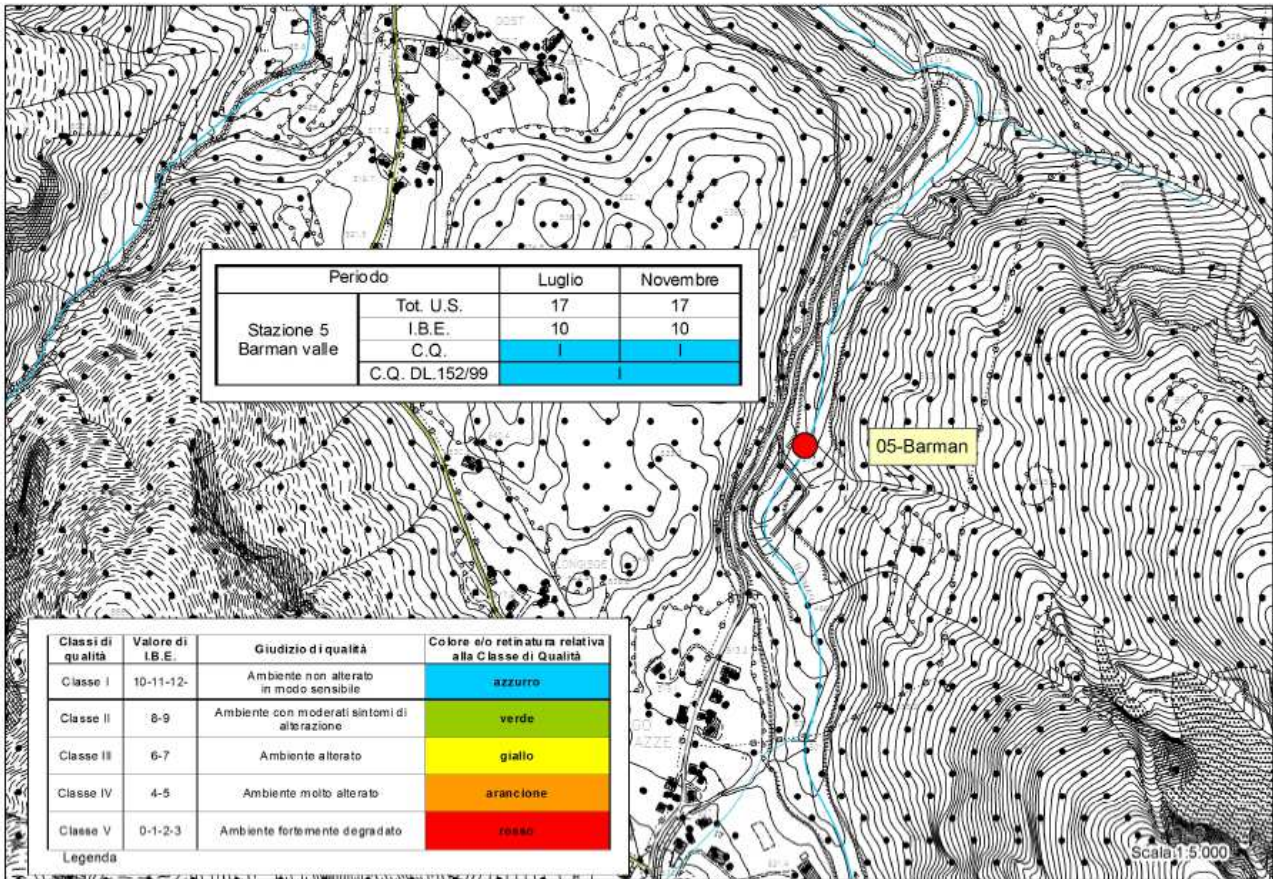 GOST
517.2
Periodo Luglio Novembre
Stazione 5 Barman valle
Tot. U.S. 17 17
I.B.E. 10 10
C.Q. I I
C.Q. DL.152/99 I
05-Barman
Classi di qualità Valore di I.B.E. Giudizio di qualità Colore e/o retinatura relativa alla Classe di Qualità
Classe I 10-11-12- Ambiente non alterato in modo sensibile azzurro
Classe II 8-9 Ambiente con moderati sintomi di alterazione verde
Classe III 6-7 Ambiente alterato giallo
Classe IV 4-5 Ambiente molto alterato arancione
Classe V 0-1-2-3 Ambiente fortemente degradato rosso
Legenda
Scala 1:5.000